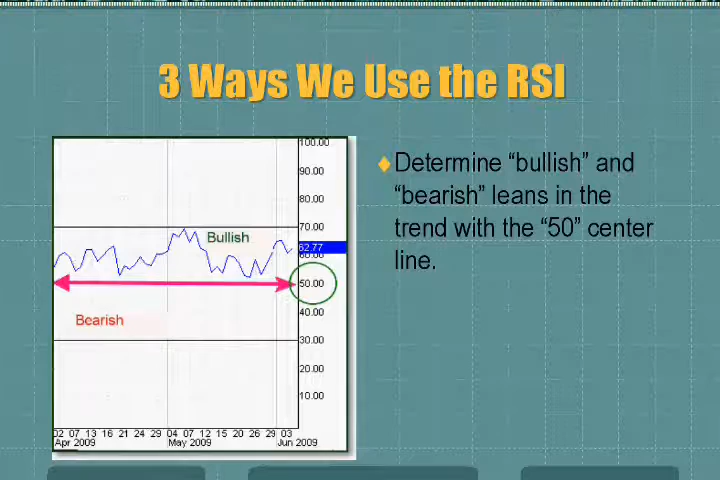 3 Ways We Use the RSI
Determine “bullish” and
“bearish” leans in the
trend with the “50” center
line.
100.00
90.00
80.00
70.00
Bullish
62.77
60.00
50.00
40.00
Bearish
30.00
20.00
10.00
02 07 13 16 21 24 29 04 07 12 15 20 26 29 03
Apr 2009 May 2009 Jun 2009